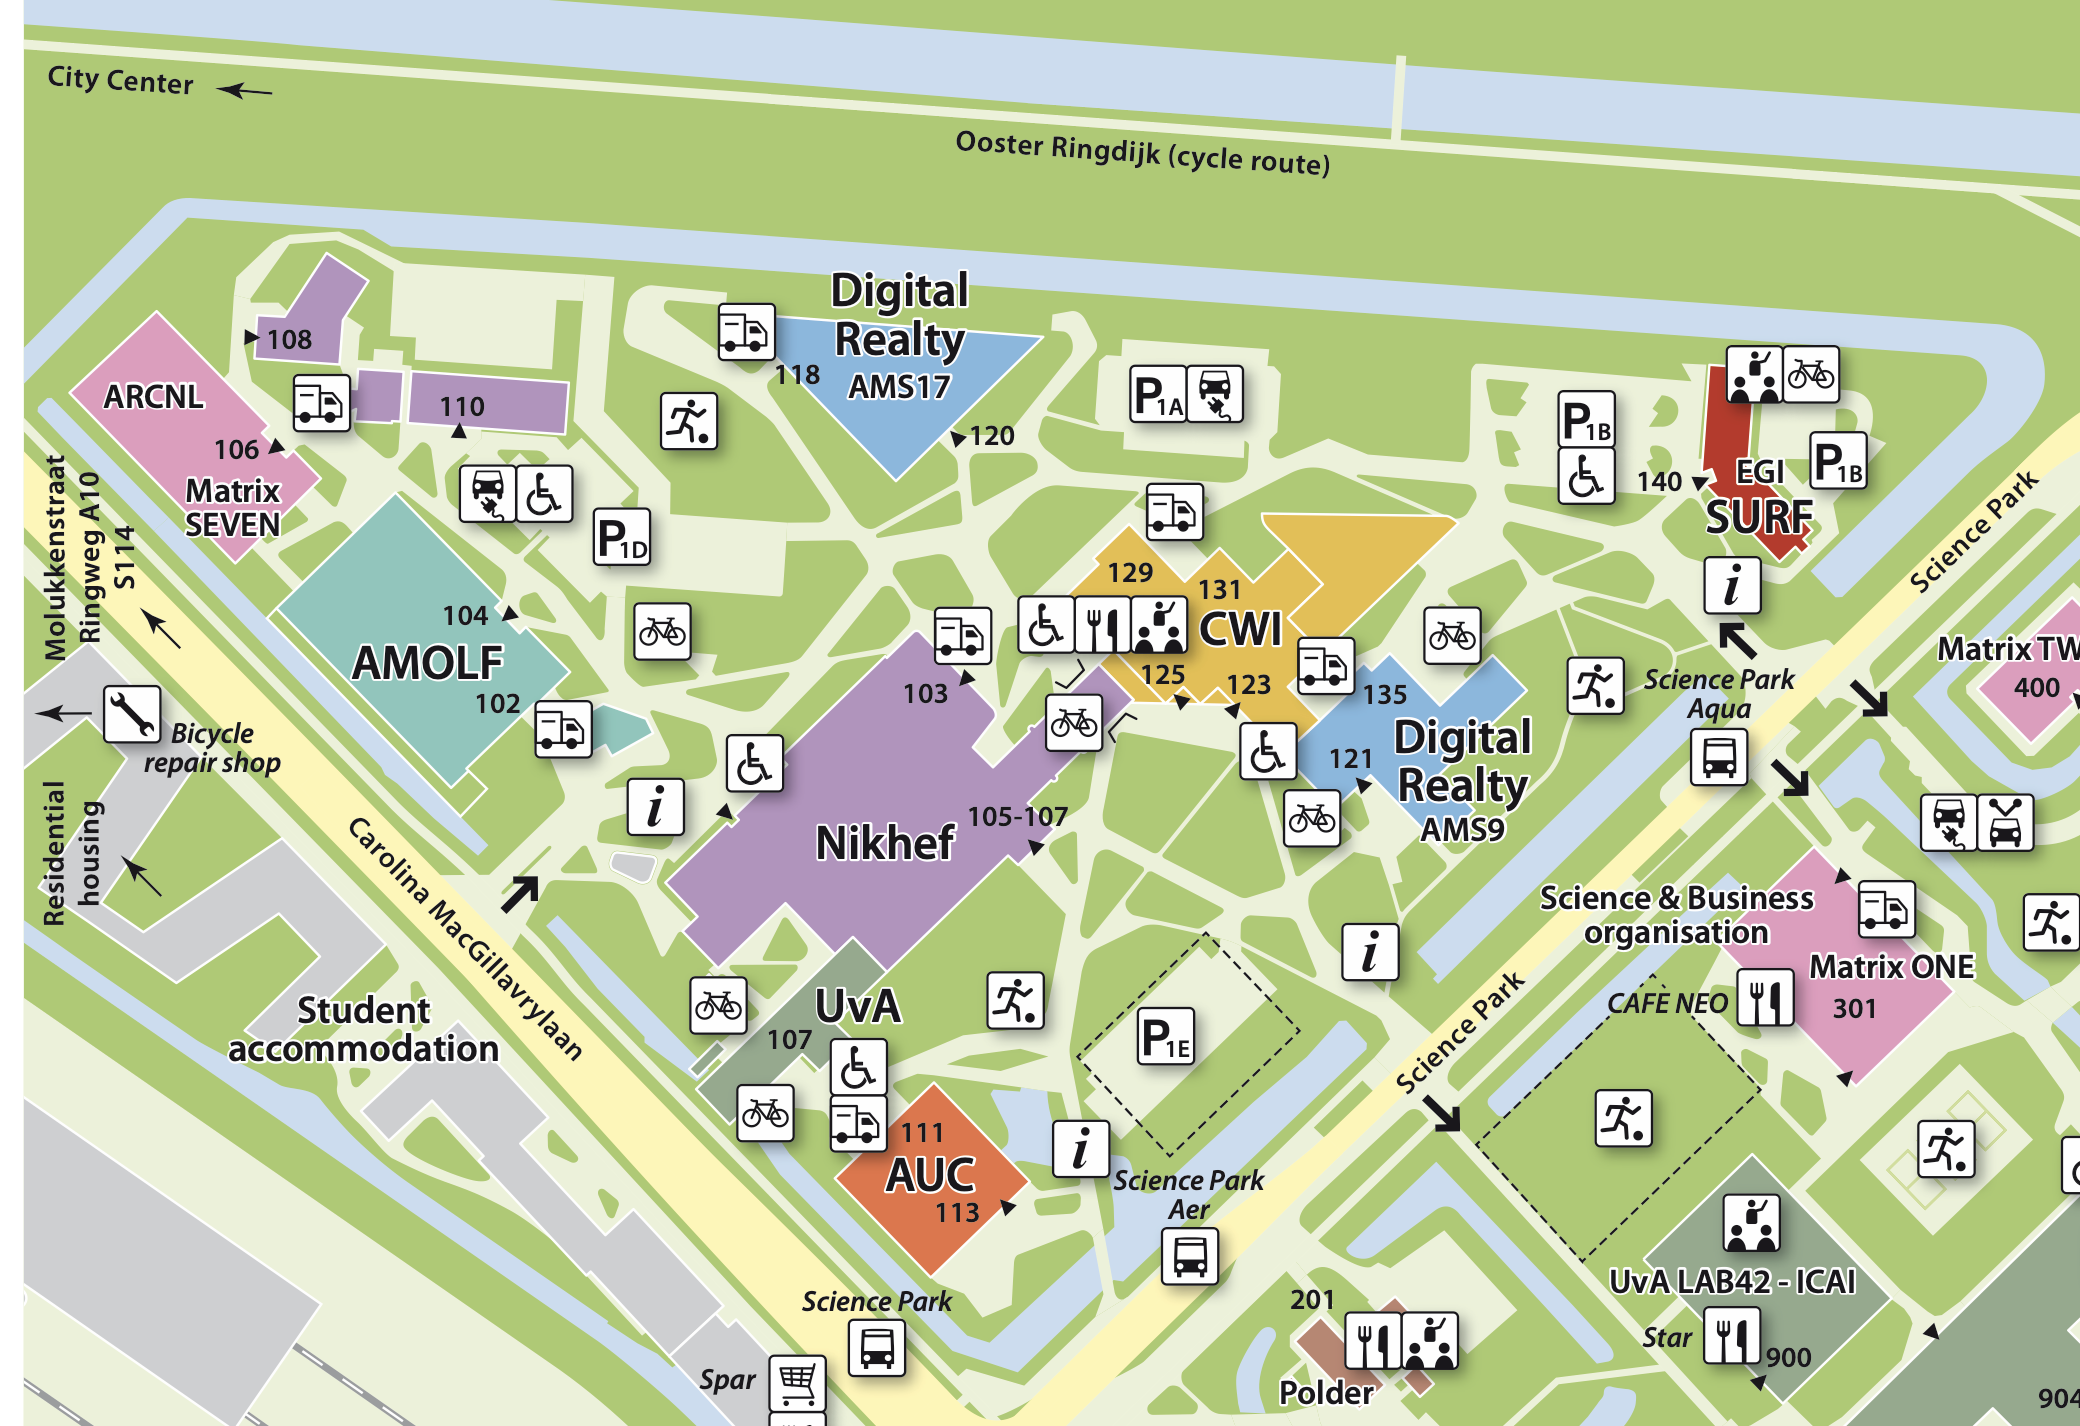 City Center
Ooster Ringdijk (cycle route)
Digital
Realty
AMS17
118
120
108
110
ARCNL
106
Matrix
SEVEN
P1A
P1B
P1B
140
EGI
SURF
Science Park
Molukkenstraat
Ringweg A10
S114
P1D
104
AMOLF
102
129
131
CWI
125
123
103
135
121
Digital
Realty
AMS9
i
Science Park
Aqua
Matrix TW
400
Bicycle
repair shop
Residential
housing
i
Nikhef
105-107
Carolina MacGillavrylaan
Science & Business
organisation
Matrix ONE
301
CAFE NEO
i
Student
accommodation
UvA
107
P1E
Science Park
111
AUC
113
i
Science Park
Aer
Science Park
Spar
201
Polder
UvA LAB42 - ICAI
Star
900
904